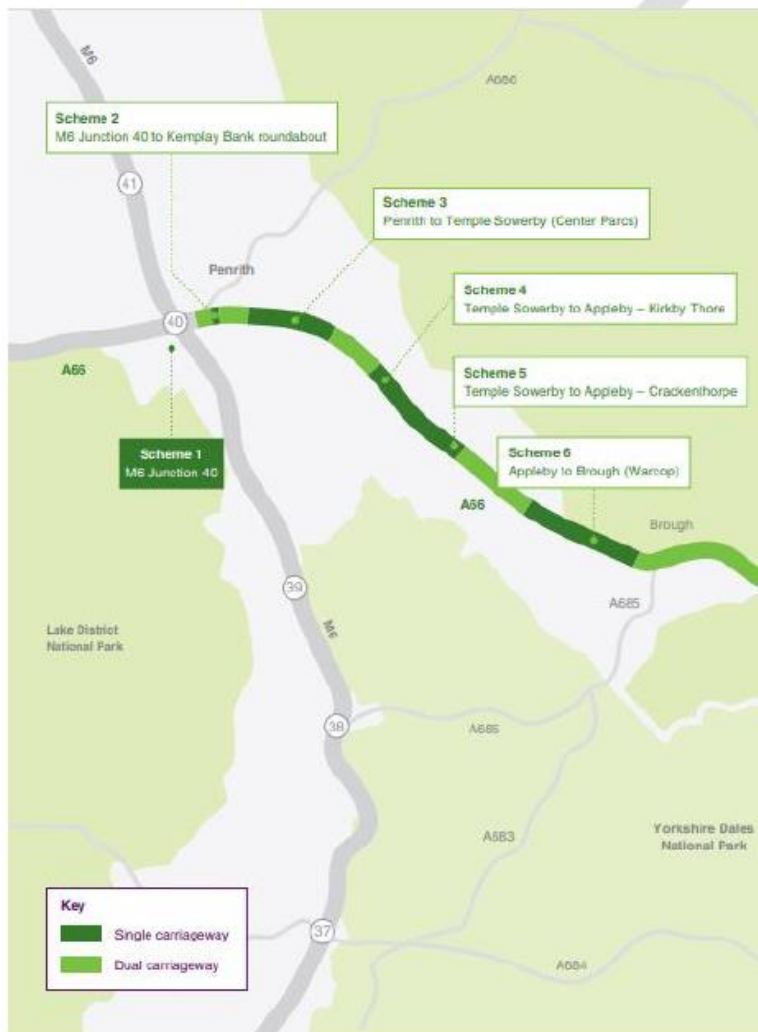 M6
A686
Scheme 2
M6 Junction 40 to Kemplay Bank roundabout
41
Scheme 3
Penrith to Temple Sowerby (Center Parcs)
Penrith
Scheme 4
Temple Sowerby to Appleby – Kirkby Thore
40
A66
Scheme 5
Temple Sowerby to Appleby – Crackenthorpe
Scheme 1
M6 Junction 40
Scheme 6
Appleby to Brough (Warcop)
A66
Brough
39
A685
M6
Lake District
National Park
38
A685
A683
Yorkshire Dales
National Park
Key
Single carriageway
Dual carriageway
37
A684